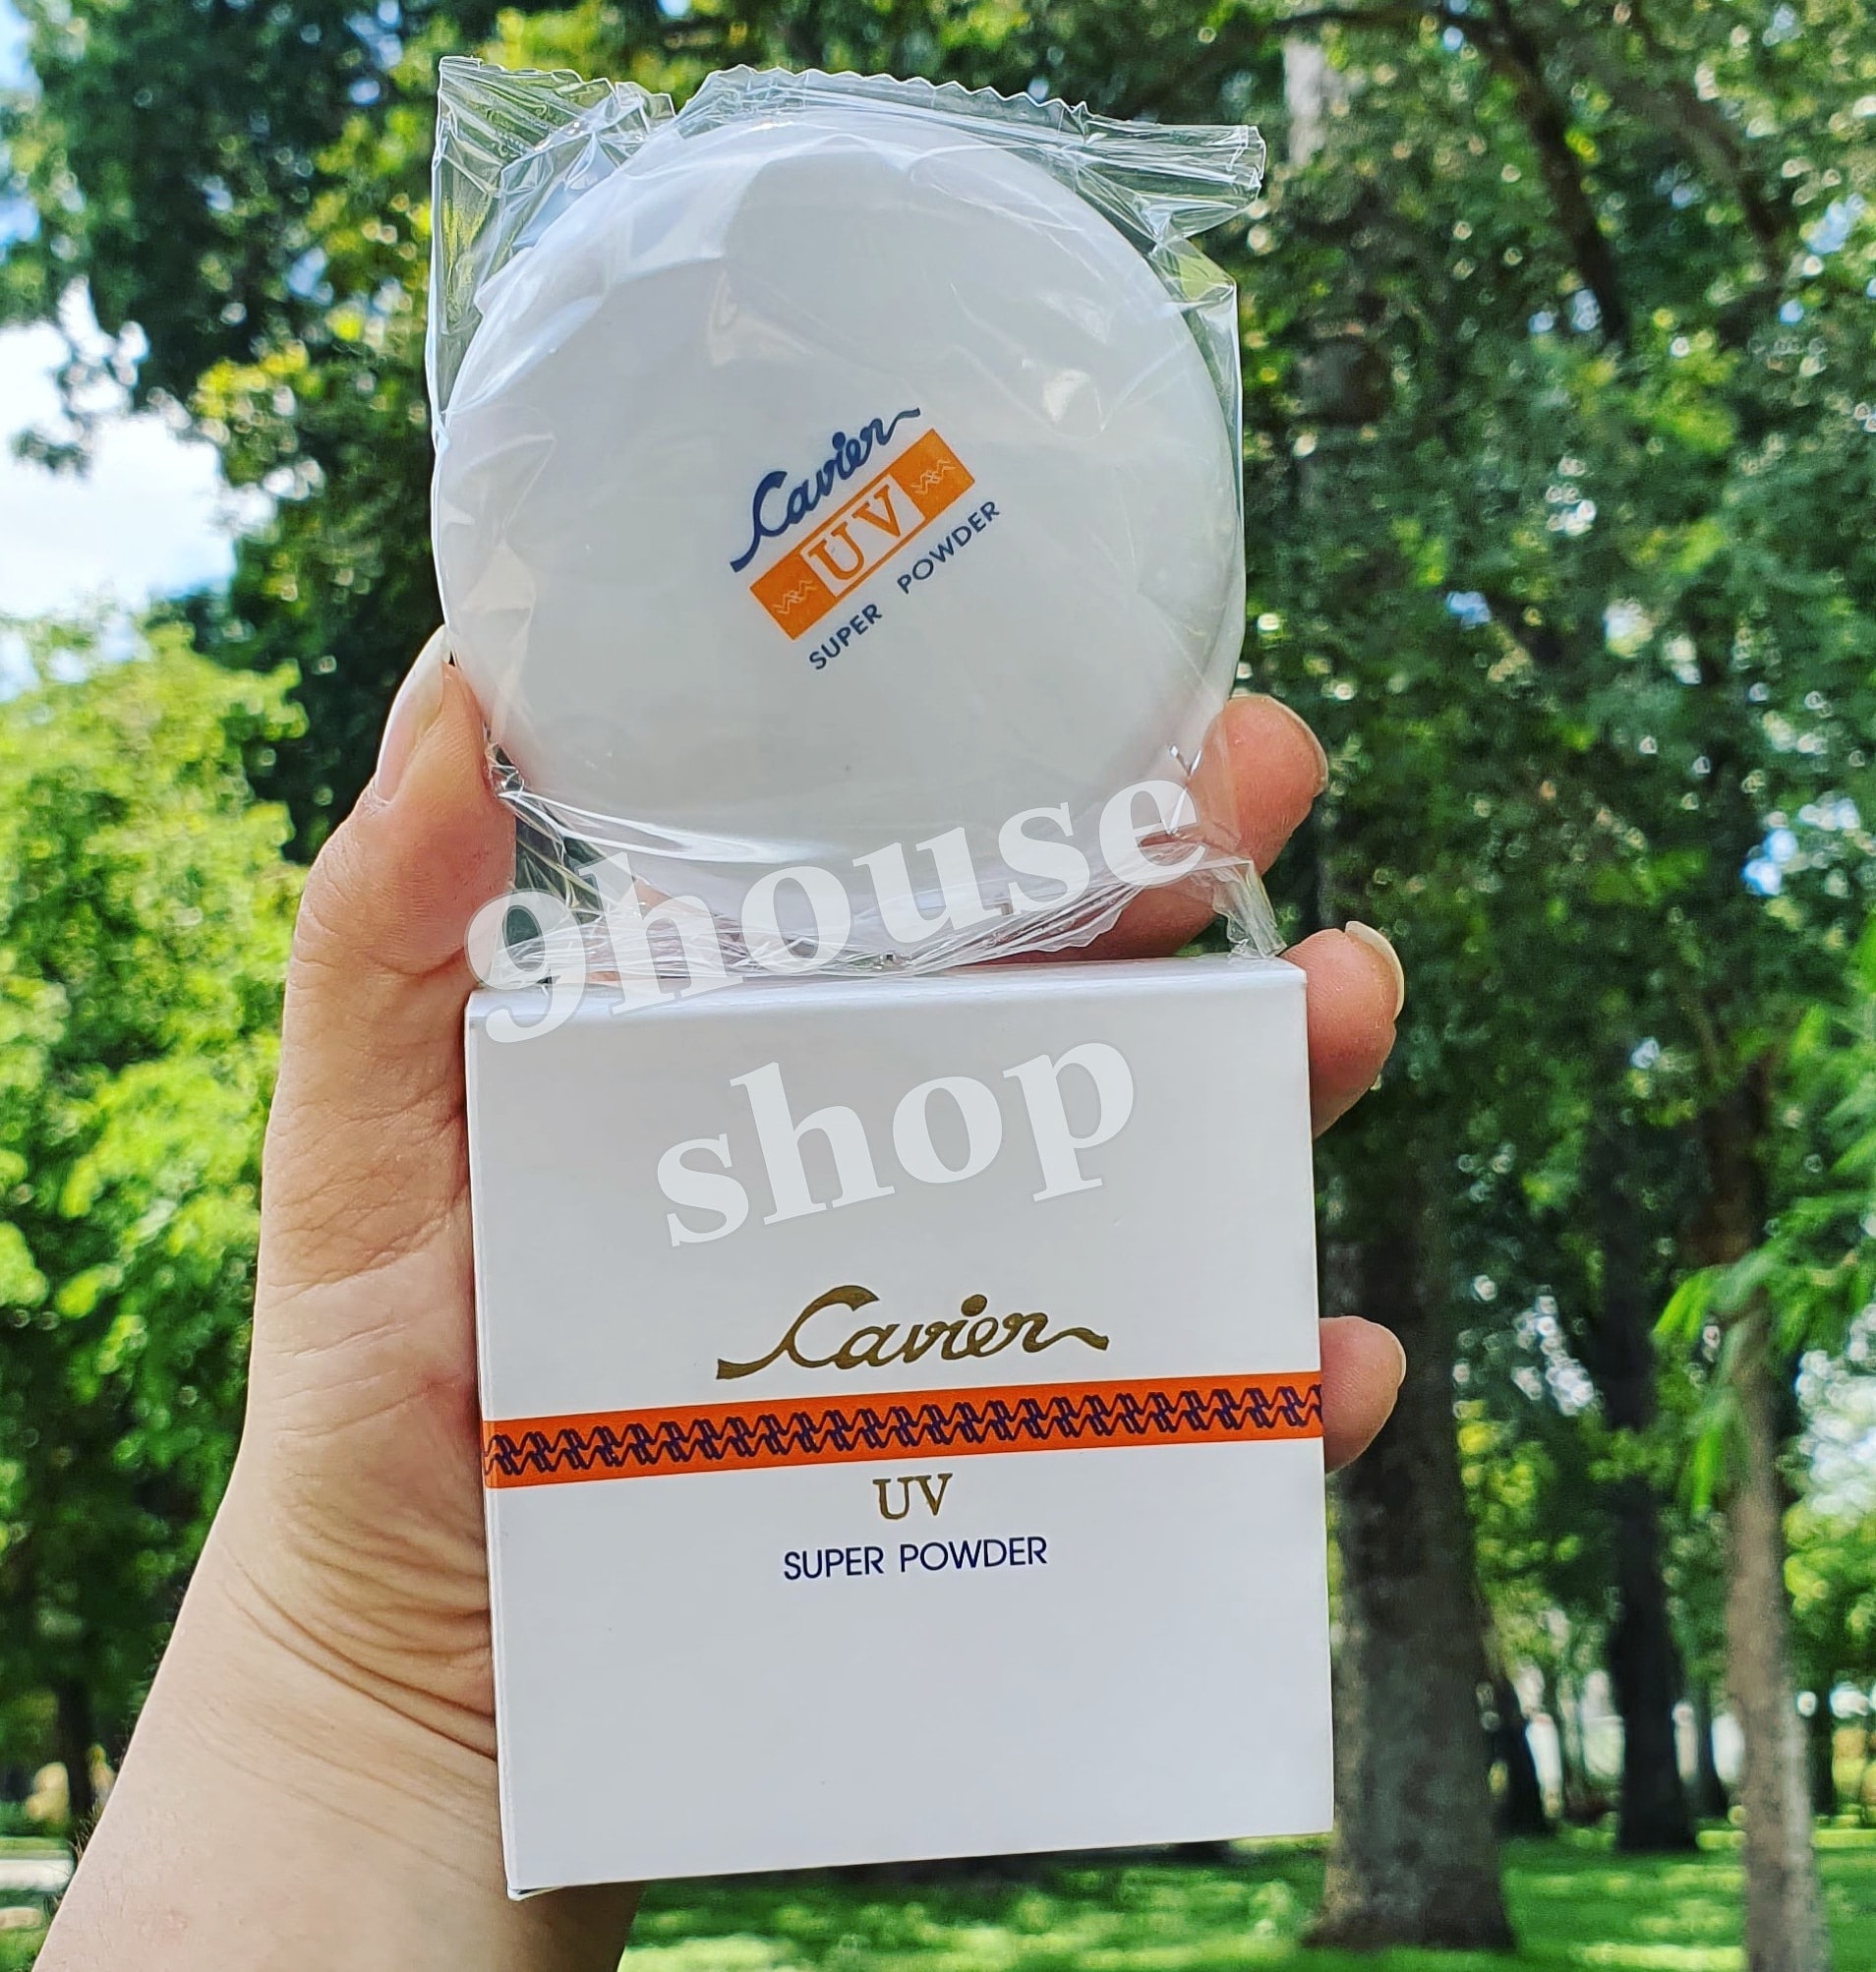 Cavier
UV
SUPER POWDER
9house
shop
Cavier
UV
SUPER POWDER